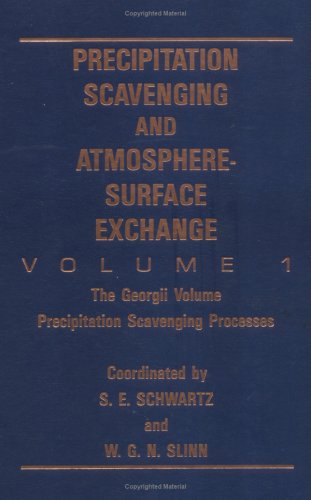 PRECIPITATION
SCAVENGING
AND
ATMOSPHERE-
SURFACE
EXCHANGE
VOLUME 1
The Georgii Volume
Precipitation Scavenging Processes
Coordinated by
S. E. SCHWARTZ
and
W. G. N. SLINN